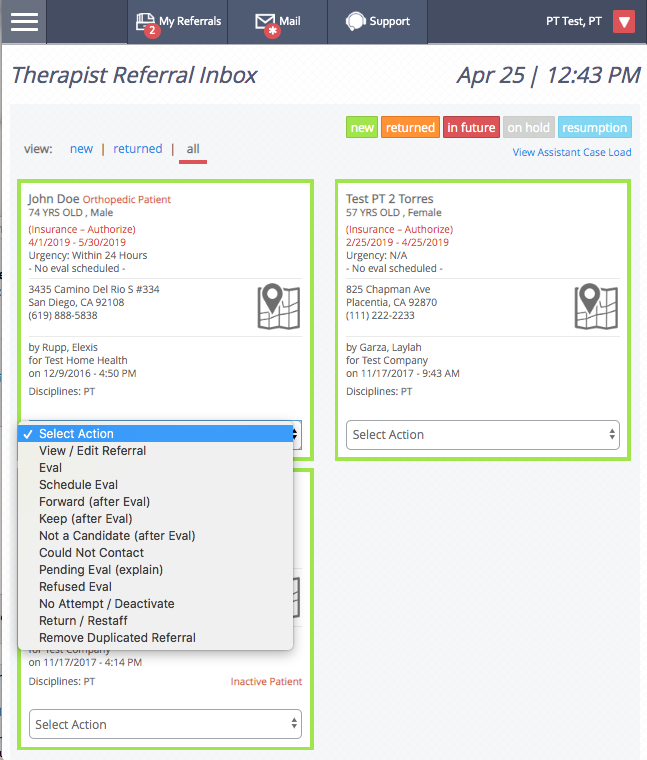 My Referrals
2
Mail
*
Support
PT Test, PT
Therapist Referral Inbox
Apr 25 | 12:43 PM
new
returned
in future
on hold
resumption
view: new | returned | all
View Assistant Case Load
John Doe Orthopedic Patient
74 YRS OLD , Male
(Insurance – Authorize)
4/1/2019 - 5/30/2019
Urgency: Within 24 Hours
- No eval scheduled -
3435 Camino Del Rio S #334
San Diego, CA 92108
(619) 888-5838
by Rupp, Elexis
for Test Home Health
on 12/9/2016 - 4:50 PM
Disciplines: PT
✓ Select Action
View / Edit Referral
Eval
Schedule Eval
Forward (after Eval)
Keep (after Eval)
Not a Candidate (after Eval)
Could Not Contact
Pending Eval (explain)
Refused Eval
No Attempt / Deactivate
Return / Restaff
Remove Duplicated Referral
Test PT 2 Torres
57 YRS OLD , Female
(Insurance – Authorize)
2/25/2019 - 4/25/2019
Urgency: N/A
- No eval scheduled -
825 Chapman Ave
Placentia, CA 92870
(111) 222-2233
by Garza, Laylah
for Test Company
on 11/17/2017 - 9:43 AM
Disciplines: PT
Select Action
for Test Company
on 11/17/2017 - 4:14 PM
Disciplines: PT
Inactive Patient
Select Action